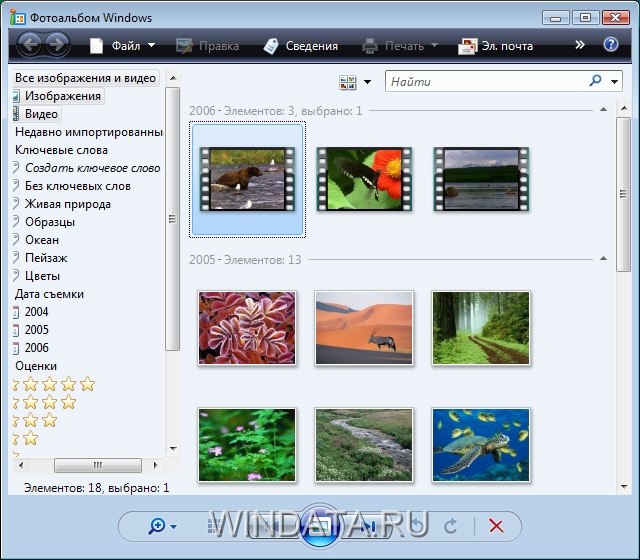 Фотоальбом Windows
Файл Правка Сведения Печать Эл. почта » ?
Все изображения и видео
Изображения
Видео
Недавно импортированны
Ключевые слова
Создать ключевое слово
Без ключевых слов
Живая природа
Образцы
Океан
Пейзаж
Цветы
Дата съемки
2004
2005
2006
Оценки
Элементов: 18, выбрано: 1
Найти
2006 - Элементов: 3, выбрано: 1
2005 - Элементов: 13
WINDATA.RU